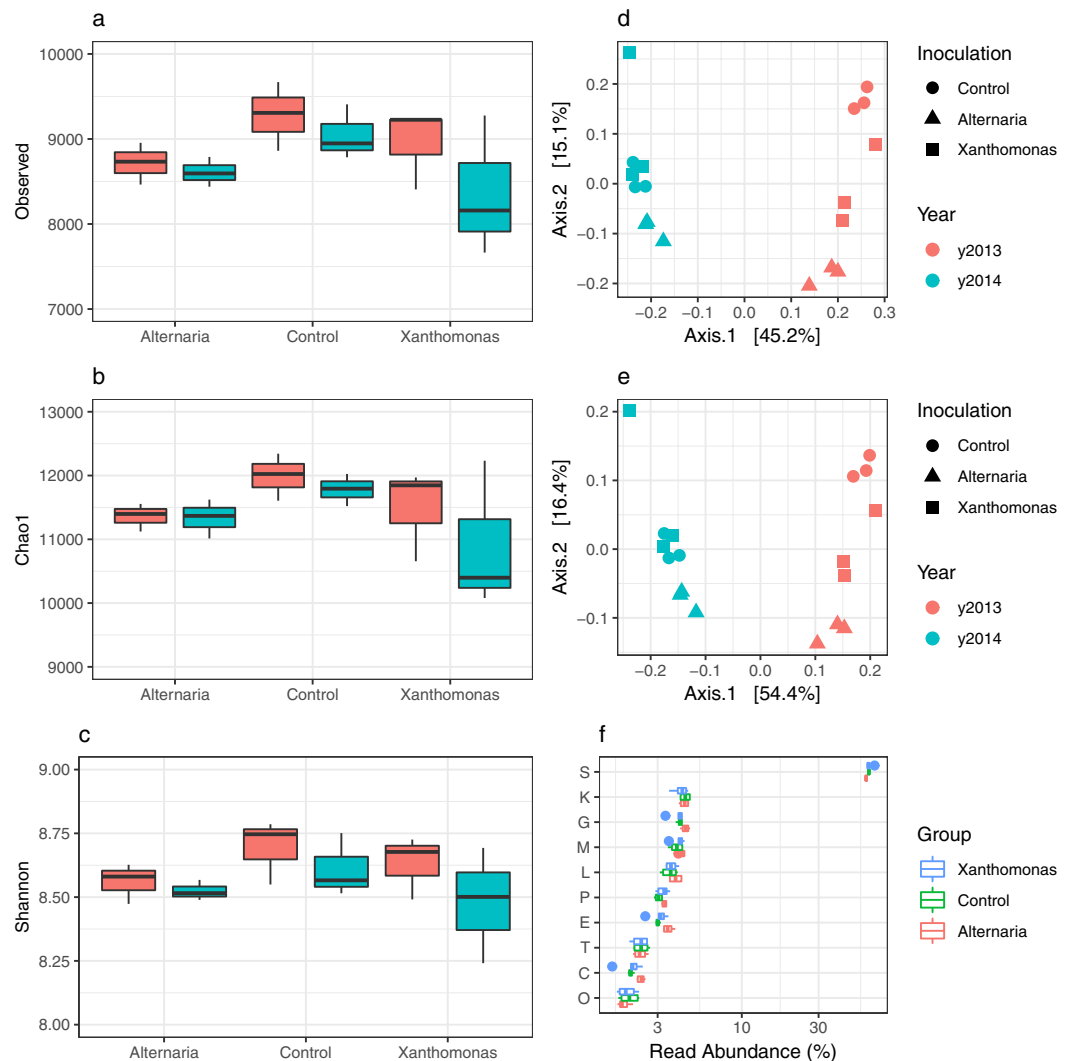 a
Observed
10000
9000
8000
7000
Alternaria Control Xanthomonas
d
Axis.2 [15.1%]
0.2
0.1
0.0
−0.1
−0.2
−0.2 −0.1 0.0 0.1 0.2 0.3
Axis.1 [45.2%]
Inoculation
Control
Alternaria
Xanthomonas
Year
y2013
y2014
b
Chao1
13000
12000
11000
10000
9000
Alternaria Control Xanthomonas
e
Axis.2 [16.4%]
0.2
0.1
0.0
−0.1
−0.2 −0.1 0.0 0.1 0.2
Axis.1 [54.4%]
Inoculation
Control
Alternaria
Xanthomonas
Year
y2013
y2014
c
Shannon
9.00
8.75
8.50
8.25
8.00
Alternaria Control Xanthomonas
f
S
K
G
M
L
P
E
T
C
O
3 10 30
Read Abundance (%)
Group
Xanthomonas
Control
Alternaria